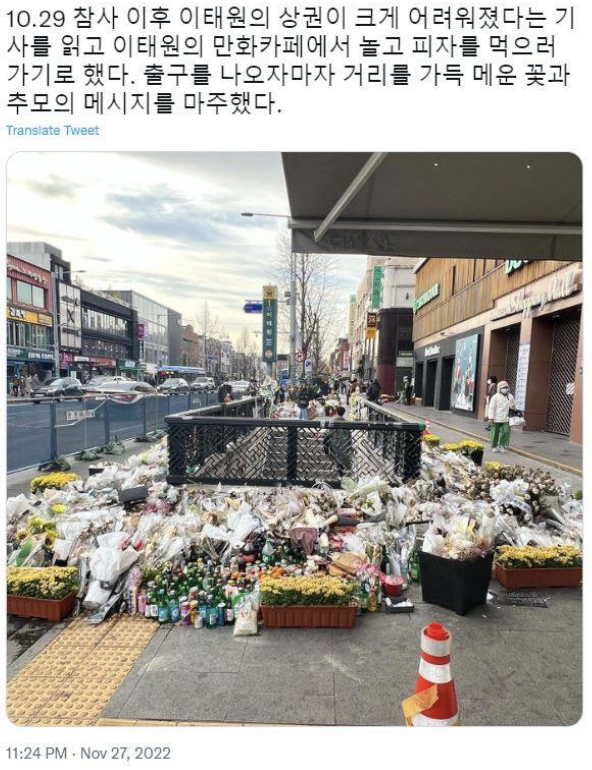 10.29 참사 이후 이태원의 상권이 크게 어려워졌다는 기
사를 읽고 이태원의 만화카페에서 놀고 피자를 먹으러
가기로 했다. 출구를 나오자마자 거리를 가득 메운 꽃과
추모의 메시지를 마주했다.
Translate Tweet
11:24 PM · Nov 27, 2022